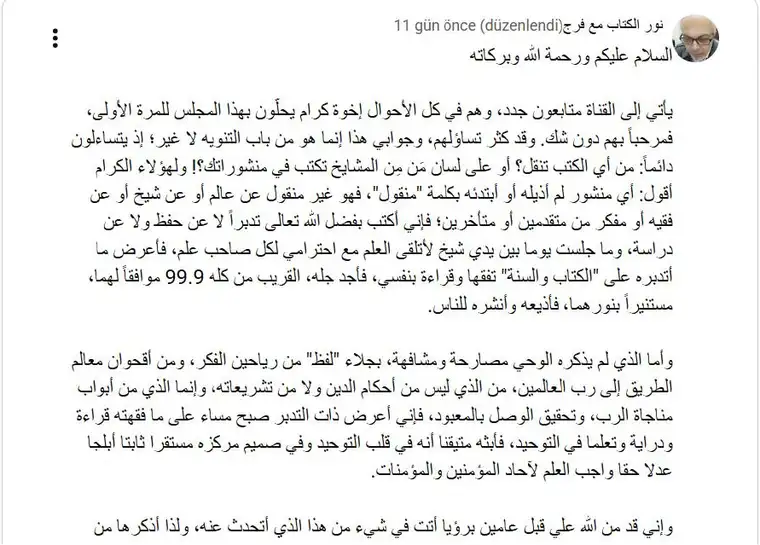 نور الكتاب مع فرج 11 gün önce (düzenlendi)
السلام عليكم ورحمة الله وبركاته
يأتي إلى القناة متابعون جدد، وهم في كل الأحوال إخوة كرام يحلّون بهذا المجلس للمرة الأولى،
فمرحباً بهم دون شك. وقد كثر تساؤلهم، وجوابي هذا إنما هو من باب التنويه لا غير؛ إذ يتساءلون
دائماً: من أي الكتب تنقل؟ أو على لسان مَن مِن المشايخ تكتب في منشوراتك؟! ولهؤلاء الكرام
أقول: أي منشور لم أذيله أو أبتدئه بكلمة "منقول"، فهو غير منقول عن عالم أو عن شيخ أو عن
فقيه أو مفكر من متقدمين أو متأخرين؛ فإني أكتب بفضل الله تعالى تدبراً لا عن حفظ ولا عن
دراسة، وما جلست يوما بين يدي شيخ لأتلقى العلم مع احترامي لكل صاحب علم، فأعرض ما
أتدبره على "الكتاب والسنة" تفقها وقراءة بنفسي، فأجد جله، القريب من كله 99.9 موافقاً لهما،
مستنيراً بنورهما، فأذيعه وأنشره للناس.
وأما الذي لم يذكره الوحي مصارحة ومشافهة، بجلاء "لفظ" من رياحين الفكر، ومن أقحوان معالم
الطريق إلى رب العالمين، من الذي ليس من أحكام الدين ولا من تشريعاته، وإنما الذي من أبواب
مناجاة الرب، وتحقيق الوصل بالمعبود، فإني أعرض ذات التدبر صبح مساء على ما فقهته قراءة
ودراية وتعلما في التوحيد، فأبثه متيقنا أنه في قلب التوحيد وفي صميم مركزه مستقرا ثابتا أبلجا
عدلا حقا واجب العلم لآحاد المؤمنين والمؤمنات.
وإني قد من الله علي قبل عامين برؤيا أتت في شيء من هذا الذي أتحدث عنه، ولذا أذكرها من